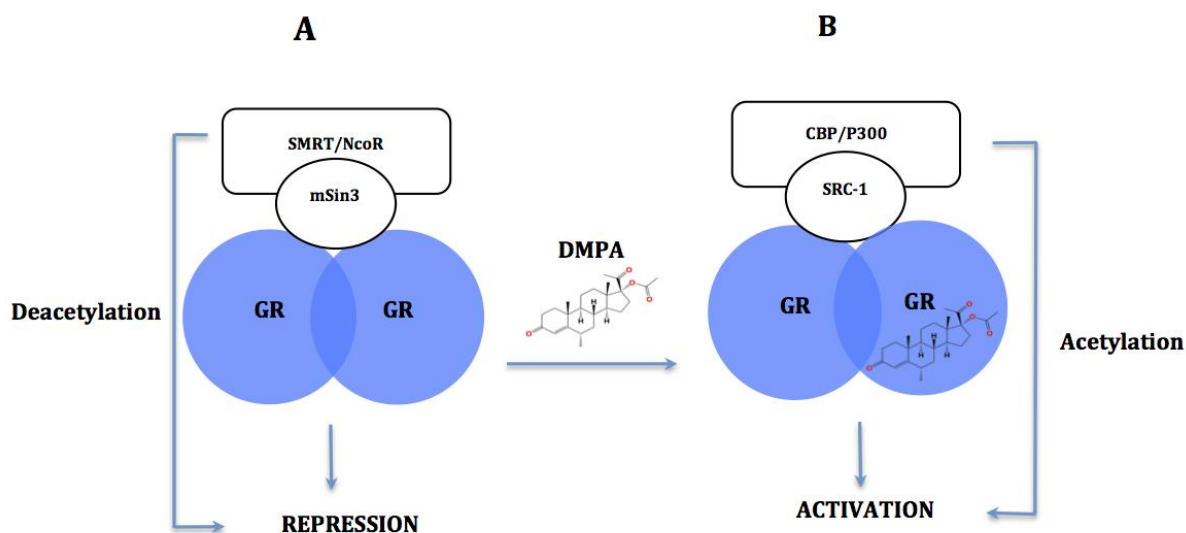 A
B
SMRT/NcoR
mSin3
CBP/P300
SRC-1
DMPA
GR
GR
GR
GR
Deacetylation
Acetylation
O
O
O
O
H
H
H
O
O
O
O
H
H
H
REPRESSION
ACTIVATION